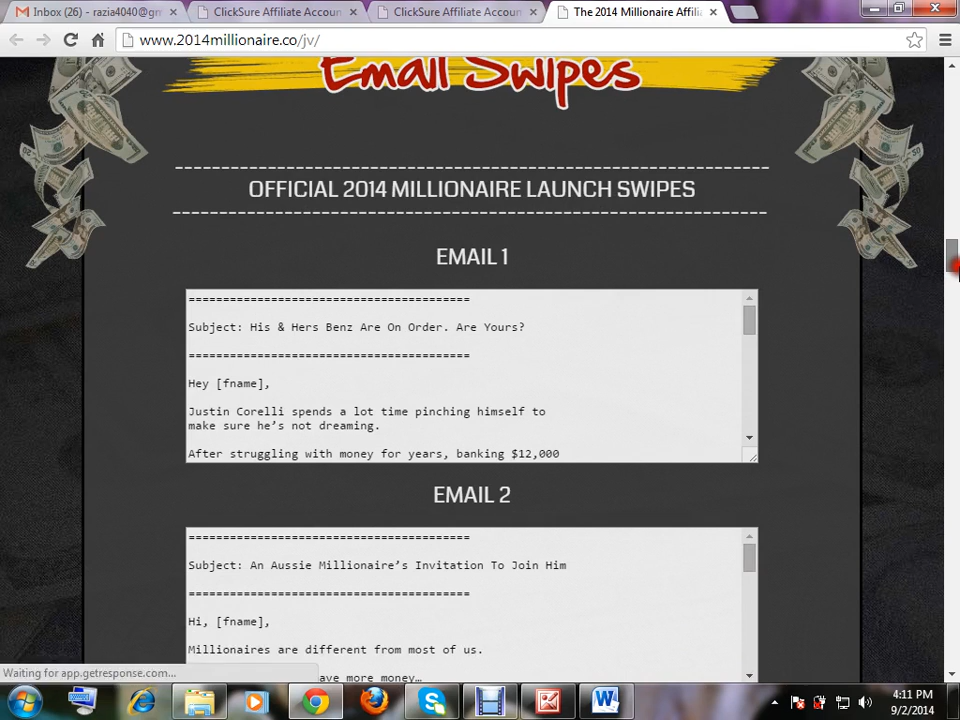 Inbox (26) - razia4040@gm
ClickSure Affiliate Accoun
ClickSure Affiliate Accoun
The 2014 Millionaire Affilia
www.2014millionaire.co/jv/
Email Swipes
OFFICIAL 2014 MILLIONAIRE LAUNCH SWIPES
EMAIL 1
=========================================
Subject: His & Hers Benz Are On Order. Are Yours?
=========================================
Hey [fname],
Justin Corelli spends a lot time pinching himself to
make sure he's not dreaming.
After struggling with money for years, banking $12,000
EMAIL 2
=========================================
Subject: An Aussie Millionaire's Invitation To Join Him
=========================================
Hi, [fname],
Millionaires are different from most of us.
ave more money…
Waiting for app.getresponse.com...
4:11 PM
9/2/2014